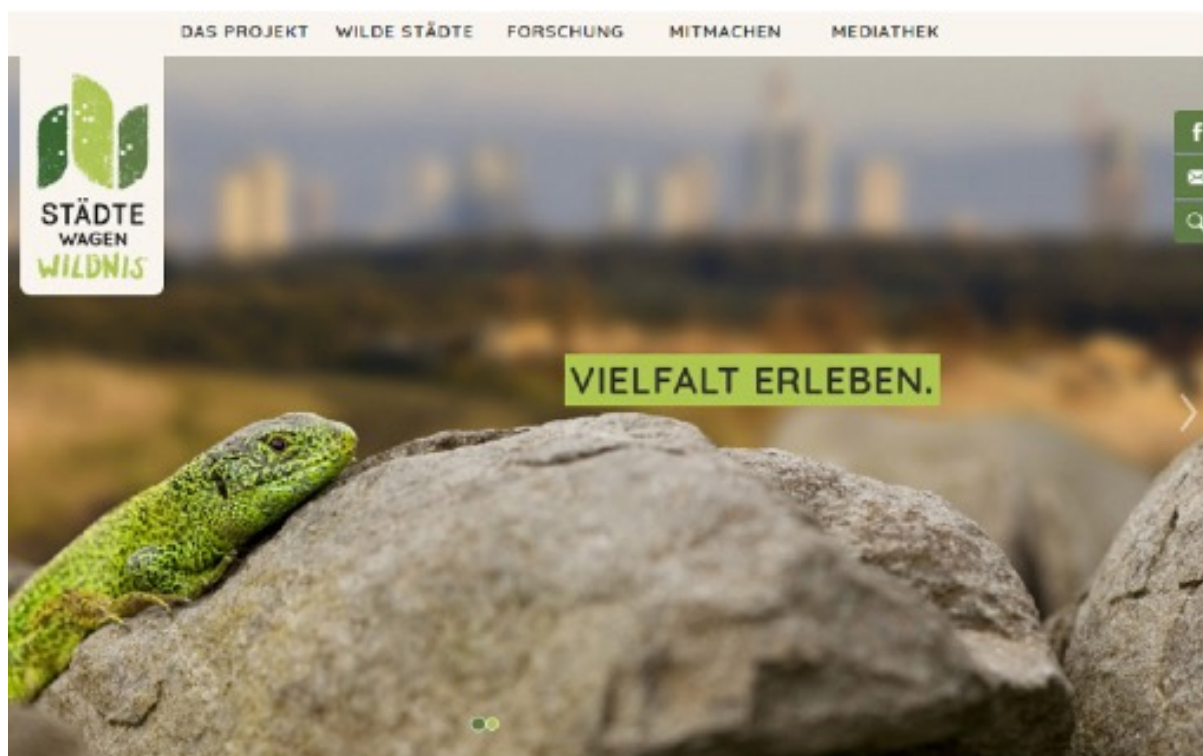 DAS PROJEKT WILDE STÄDTE FORSCHUNG MITMACHEN MEDIATHEK
STÄDTE
WAGEN
WILDNIS
VIELFALT ERLEBEN.